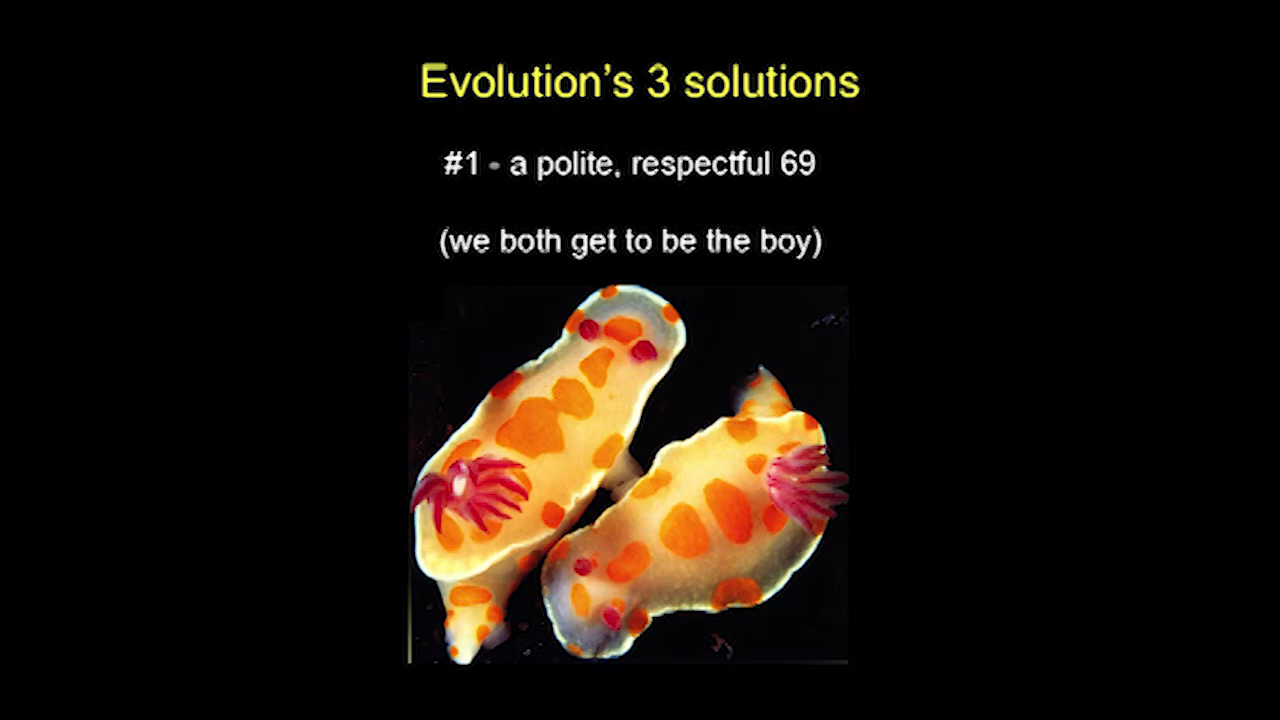 Evolution's 3 solutions
#1 - a polite, respectful 69
(we both get to be the boy)